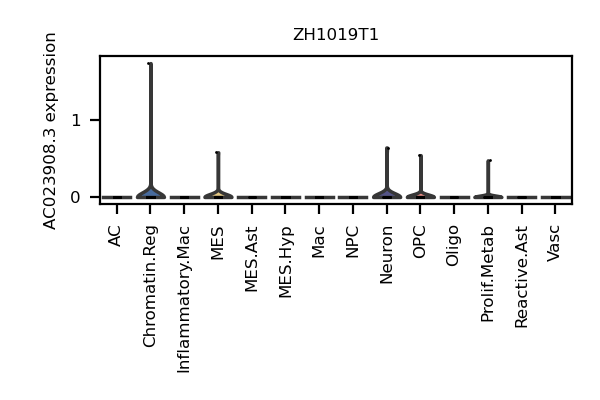 ZH1019T1
AC023908.3 expression
1
0
AC
Chromatin.Reg
Inflammatory.Mac
MES
MES.Ast
MES.Hyp
Mac
NPC
Neuron
OPC
Oligo
Prolif.Metab
Reactive.Ast
Vasc